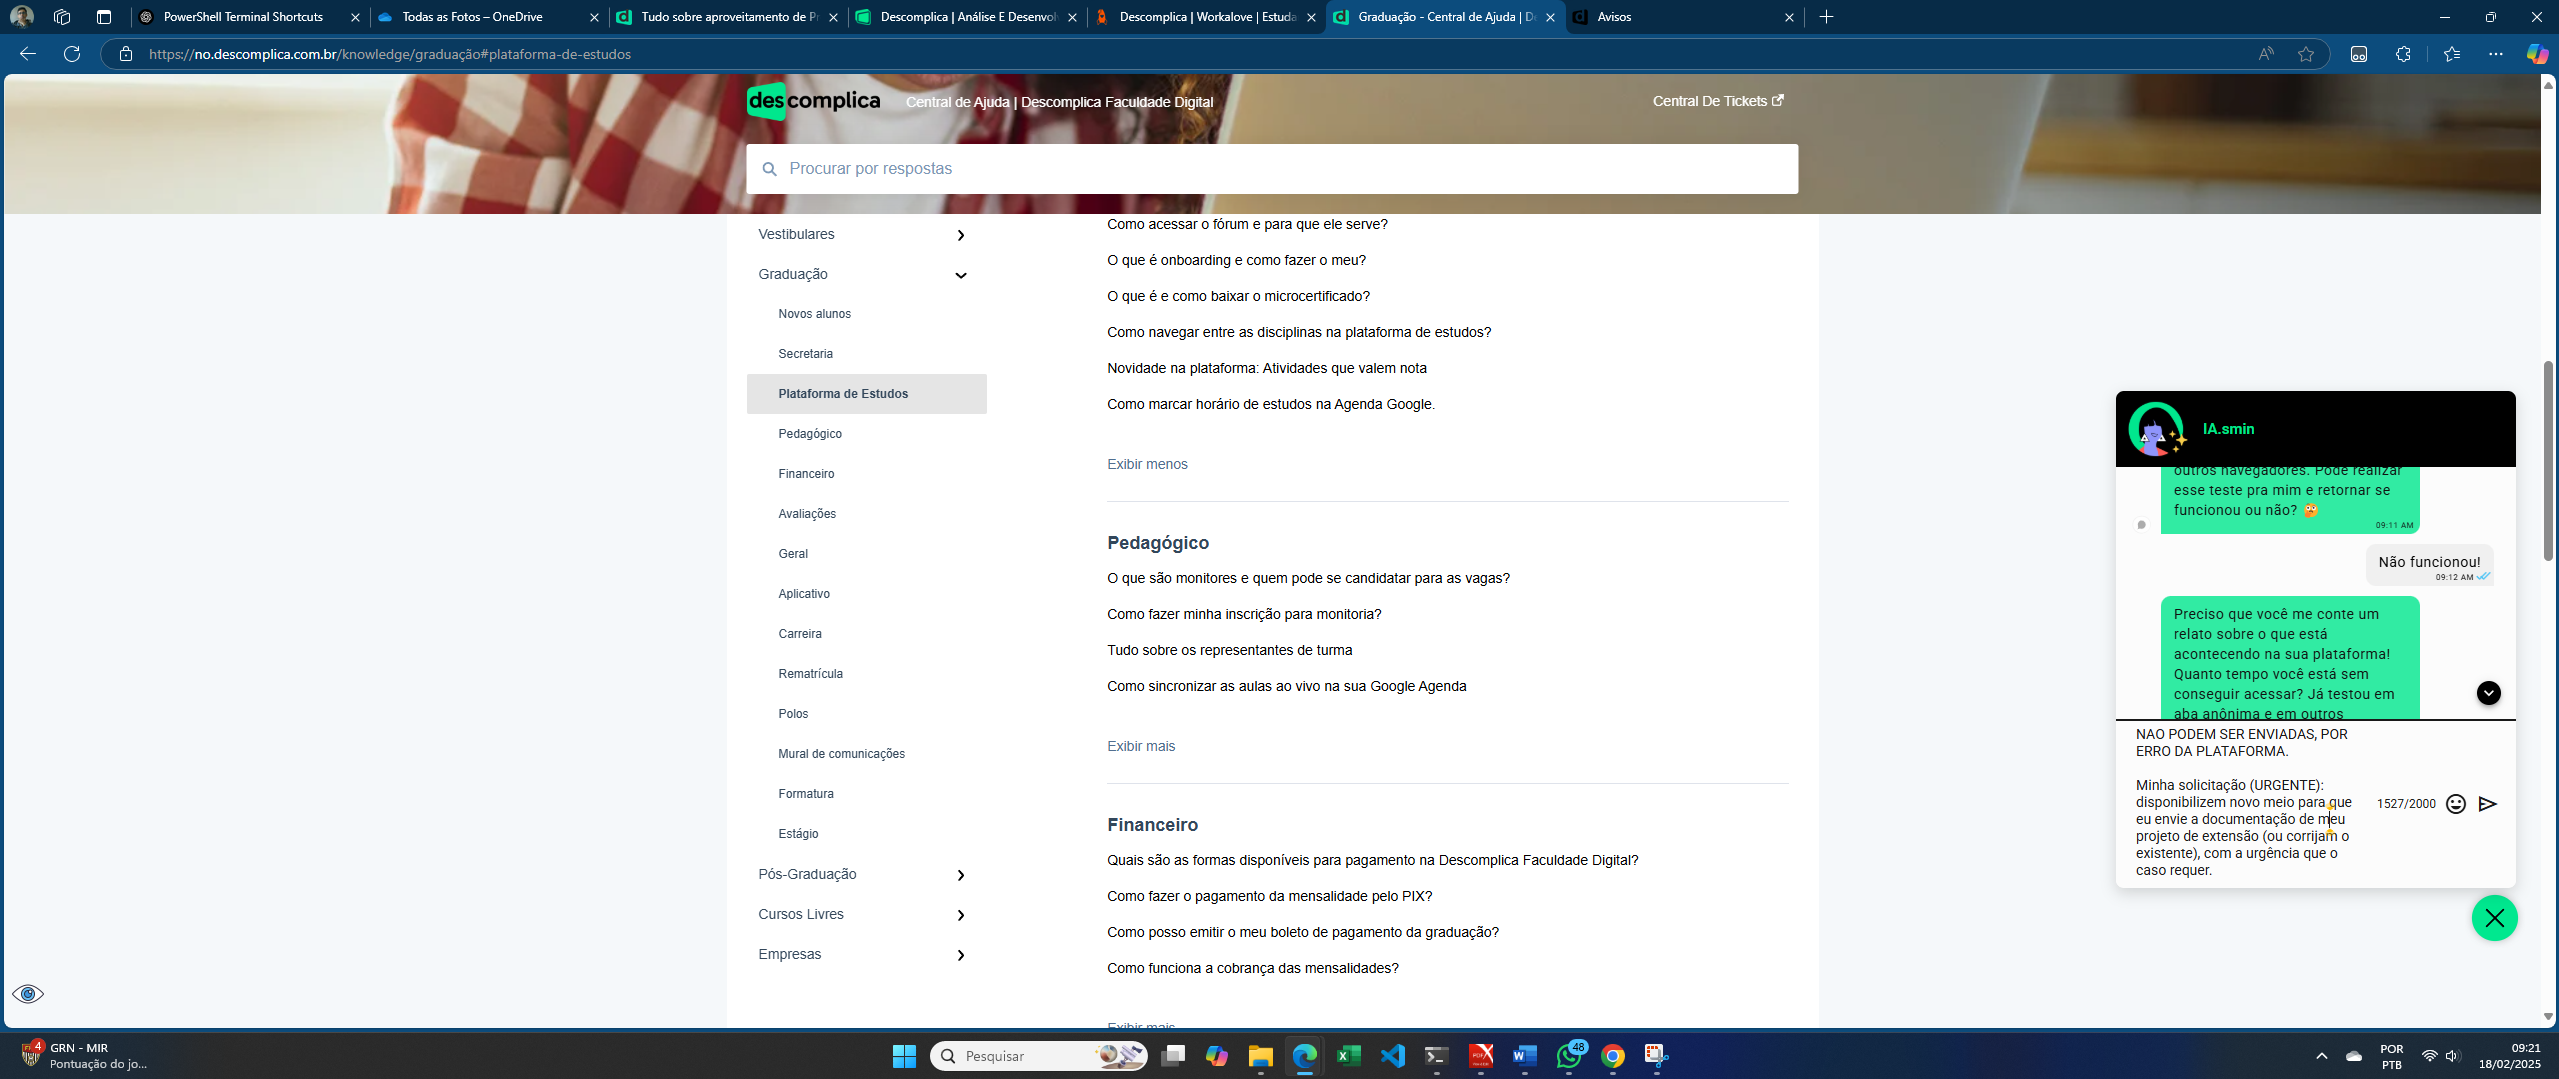 PowerShell Terminal Shortcuts
Todas as Fotos – OneDrive
Tudo sobre aproveitamento de Pr
Descomplica | Análise E Desenvol
Descomplica | Workalove | Estuda
Graduação - Central de Ajuda | De
Avisos
https://no.descomplica.com.br/knowledge/graduação#plataforma-de-estudos
descomplica
Central de Ajuda | Descomplica Faculdade Digital
Central De Tickets
Procurar por respostas
Vestibulares
Graduação
Novos alunos
Secretaria
Plataforma de Estudos
Pedagógico
Financeiro
Avaliações
Geral
Aplicativo
Carreira
Rematrícula
Polos
Mural de comunicações
Formatura
Estágio
Pós-Graduação
Cursos Livres
Empresas
Como acessar o fórum e para que ele serve?
O que é onboarding e como fazer o meu?
O que é e como baixar o microcertificado?
Como navegar entre as disciplinas na plataforma de estudos?
Novidade na plataforma: Atividades que valem nota
Como marcar horário de estudos na Agenda Google.
Exibir menos
Pedagógico
O que são monitores e quem pode se candidatar para as vagas?
Como fazer minha inscrição para monitoria?
Tudo sobre os representantes de turma
Como sincronizar as aulas ao vivo na sua Google Agenda
Exibir mais
Financeiro
Quais são as formas disponíveis para pagamento na Descomplica Faculdade Digital?
Como fazer o pagamento da mensalidade pelo PIX?
Como posso emitir o meu boleto de pagamento da graduação?
Como funciona a cobrança das mensalidades?
Exibir mais
IA.smin
outros navegadores. Pode realizar
esse teste pra mim e retornar se
funcionou ou não? 🤔
09:11 AM
Não funcionou!
09:12 AM
Preciso que você me conte um
relato sobre o que está
acontecendo na sua plataforma!
Quanto tempo você está sem
conseguir acessar? Já testou em
aba anônima e em outros
NAO PODEM SER ENVIADAS, POR
ERRO DA PLATAFORMA.
Minha solicitação (URGENTE):
disponibilizem novo meio para que
eu envie a documentação de meu
projeto de extensão (ou corrijam o
existente), com a urgência que o
caso requer.
1527/2000
4
GRN - MIR
Pontuação do jo...
Pesquisar
48
POR
PTB
09:21
18/02/2025